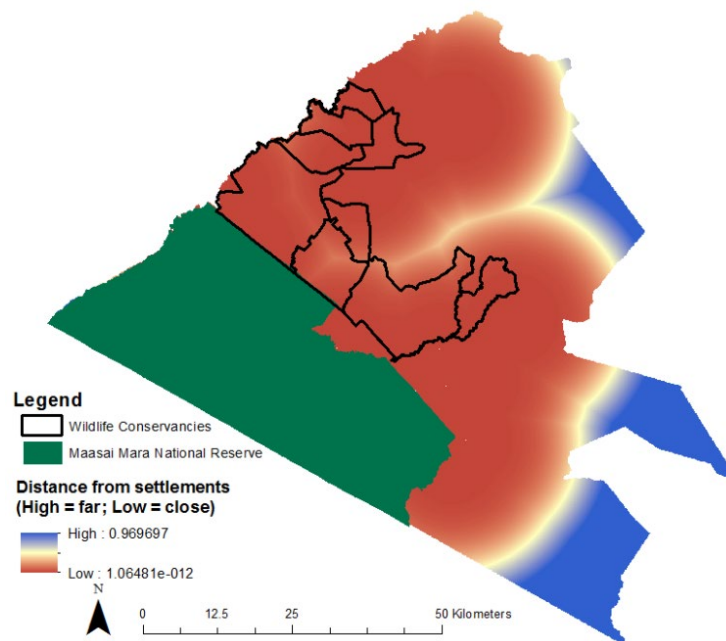 Legend
Wildlife Conservancies
Maasai Mara National Reserve
Distance from settlements
(High = far; Low = close)
High : 0.969697
Low : 1.06481e-012
N
0 12.5 25 50 Kilometers